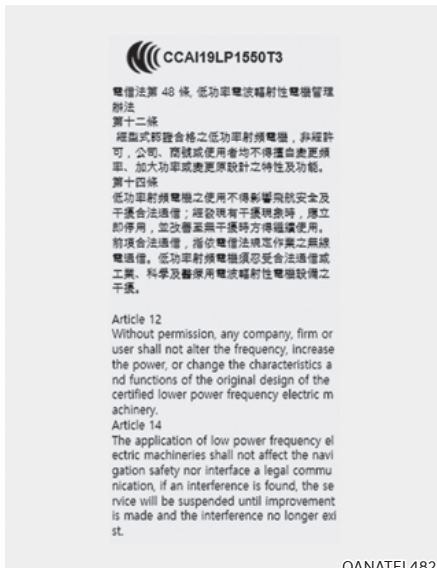 CCAI19LP1550T3
電信法第 48 條, 低功率電波輻射性電機管理
辦法
第十二條
經型式認證合格之低功率射頻電機，非經許
可，公司、商號或使用者均不得擅自變更頻
率、加大功率或變更原設計之特性及功能。
第十四條
低功率射頻電機之使用不得影響飛航安全及
干擾合法通信；經發現有干擾現象時，應立
即停用，並改善至無干擾時方得繼續使用。
前項合法通信，指依電信法規定作業之無線
電通信。低功率射頻電機須忍受合法通信或
工業、科學及醫療用電波輻射性電機設備之
干擾。
Article 12
Without permission, any company, firm or
user shall not alter the frequency, increase
the power, or change the characteristics a
nd functions of the original design of the
certified lower power frequency electric m
achinery.
Article 14
The application of low power frequency el
ectric machineries shall not affect the navi
gation safety nor interface a legal commu
nication, if an interference is found, the se
rvice will be suspended until improvement
is made and the interference no longer exi
st.
OANATEL482